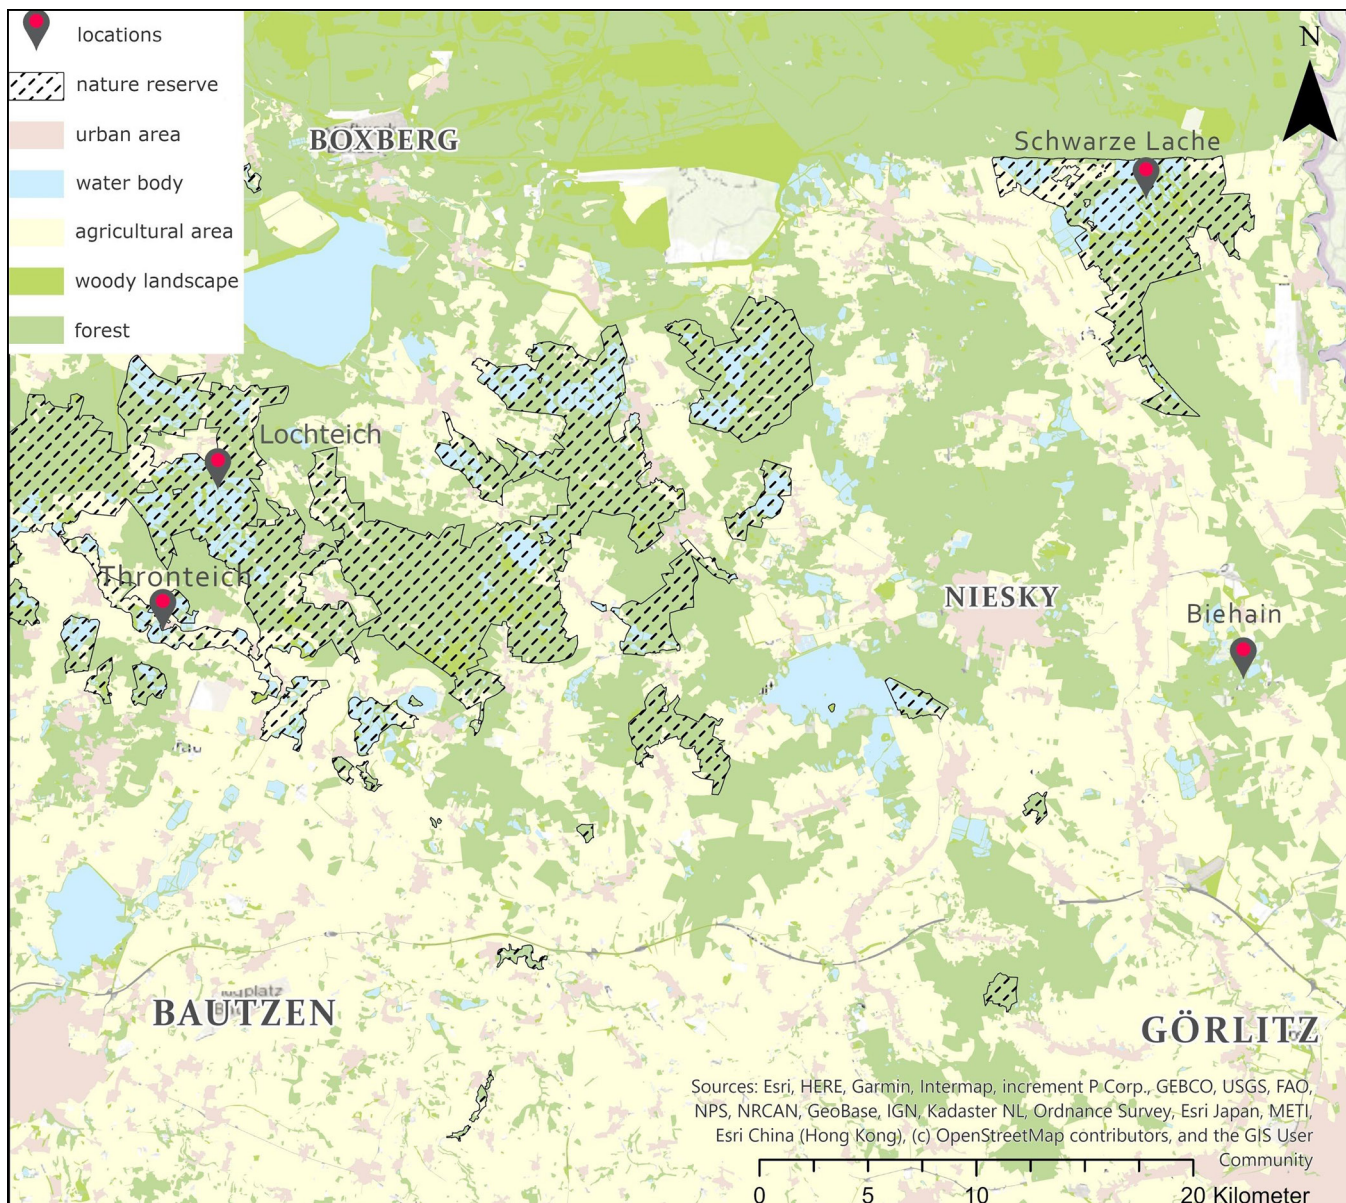 locations
nature reserve
urban area
water body
agricultural area
woody landscape
forest
N
BOXBERG
Schwarze Lache
Lochteich
Thronteich
NIESKY
Biehain
BAUTZEN
GÖRLITZ
Sources: Esri, HERE, Garmin, Intermap, increment P Corp., GEBCO, USGS, FAO,
NPS, NRCAN, GeoBase, IGN, Kadaster NL, Ordnance Survey, Esri Japan, METI,
Esri China (Hong Kong), (c) OpenStreetMap contributors, and the GIS User
Community
0 5 10 20 Kilometer